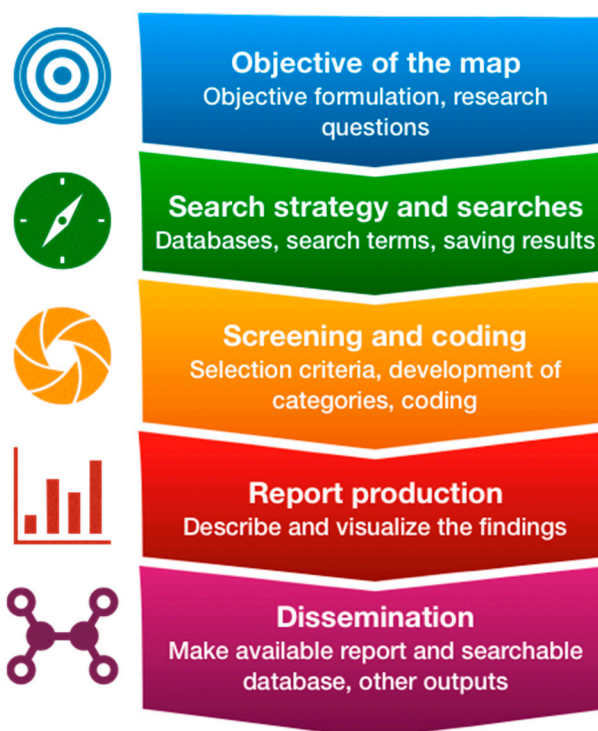 Objective of the map
Objective formulation, research
questions
Search strategy and searches
Databases, search terms, saving results
Screening and coding
Selection criteria, development of
categories, coding
Report production
Describe and visualize the findings
Dissemination
Make available report and searchable
database, other outputs